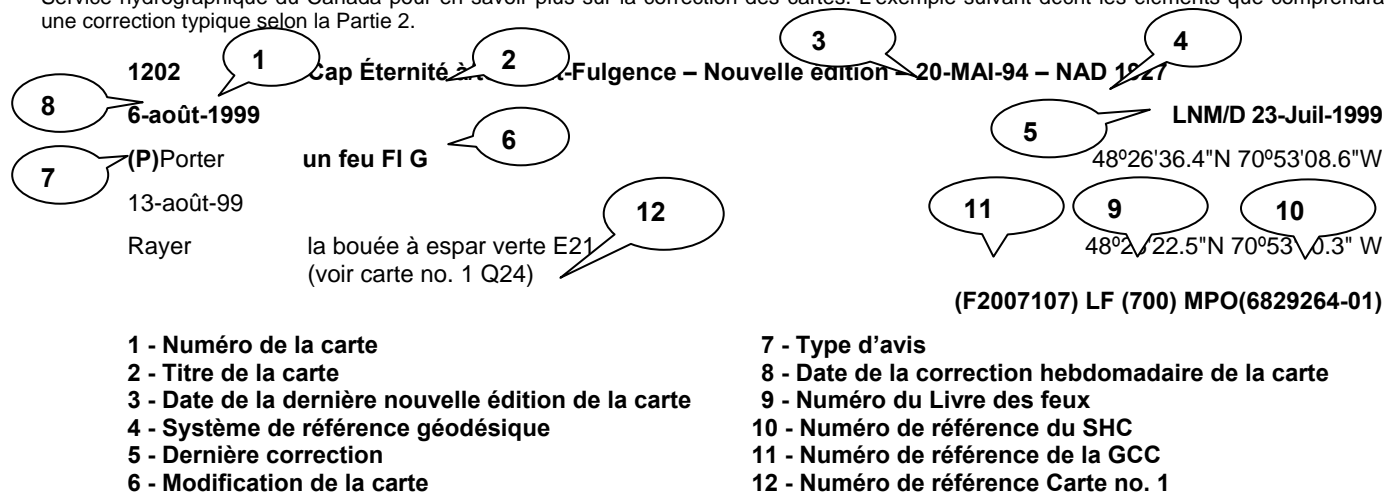 Service hydrographique du Canada pour en savoir plus sur la correction des cartes. L'exemple suivant décrit les éléments que comprendra
une correction typique selon la Partie 2.
1 2 3 4
1202 Cap Éternité -Fulgence – Nouvelle édition – 20-MAI-94 – NAD 1927
8 6-août-1999 5 LNM/D 23-Juil-1999
7 (P)Porter un feu Fl G 6 48º26'36.4"N 70º53'08.6"W
13-août-99 12 11 9 10
Rayer la bouée à espar verte E21 W
(voir carte no. 1 Q24)
(F2007107) LF (700) MPO(6829264-01)
1 - Numéro de la carte
2 - Titre de la carte
3 - Date de la dernière nouvelle édition de la carte
4 - Système de référence géodésique
5 - Dernière correction
6 - Modification de la carte
7 - Type d'avis
8 - Date de la correction hebdomadaire de la carte
9 - Numéro du Livre des feux
10 - Numéro de référence du SHC
11 - Numéro de référence de la GCC
12 - Numéro de référence Carte no. 1